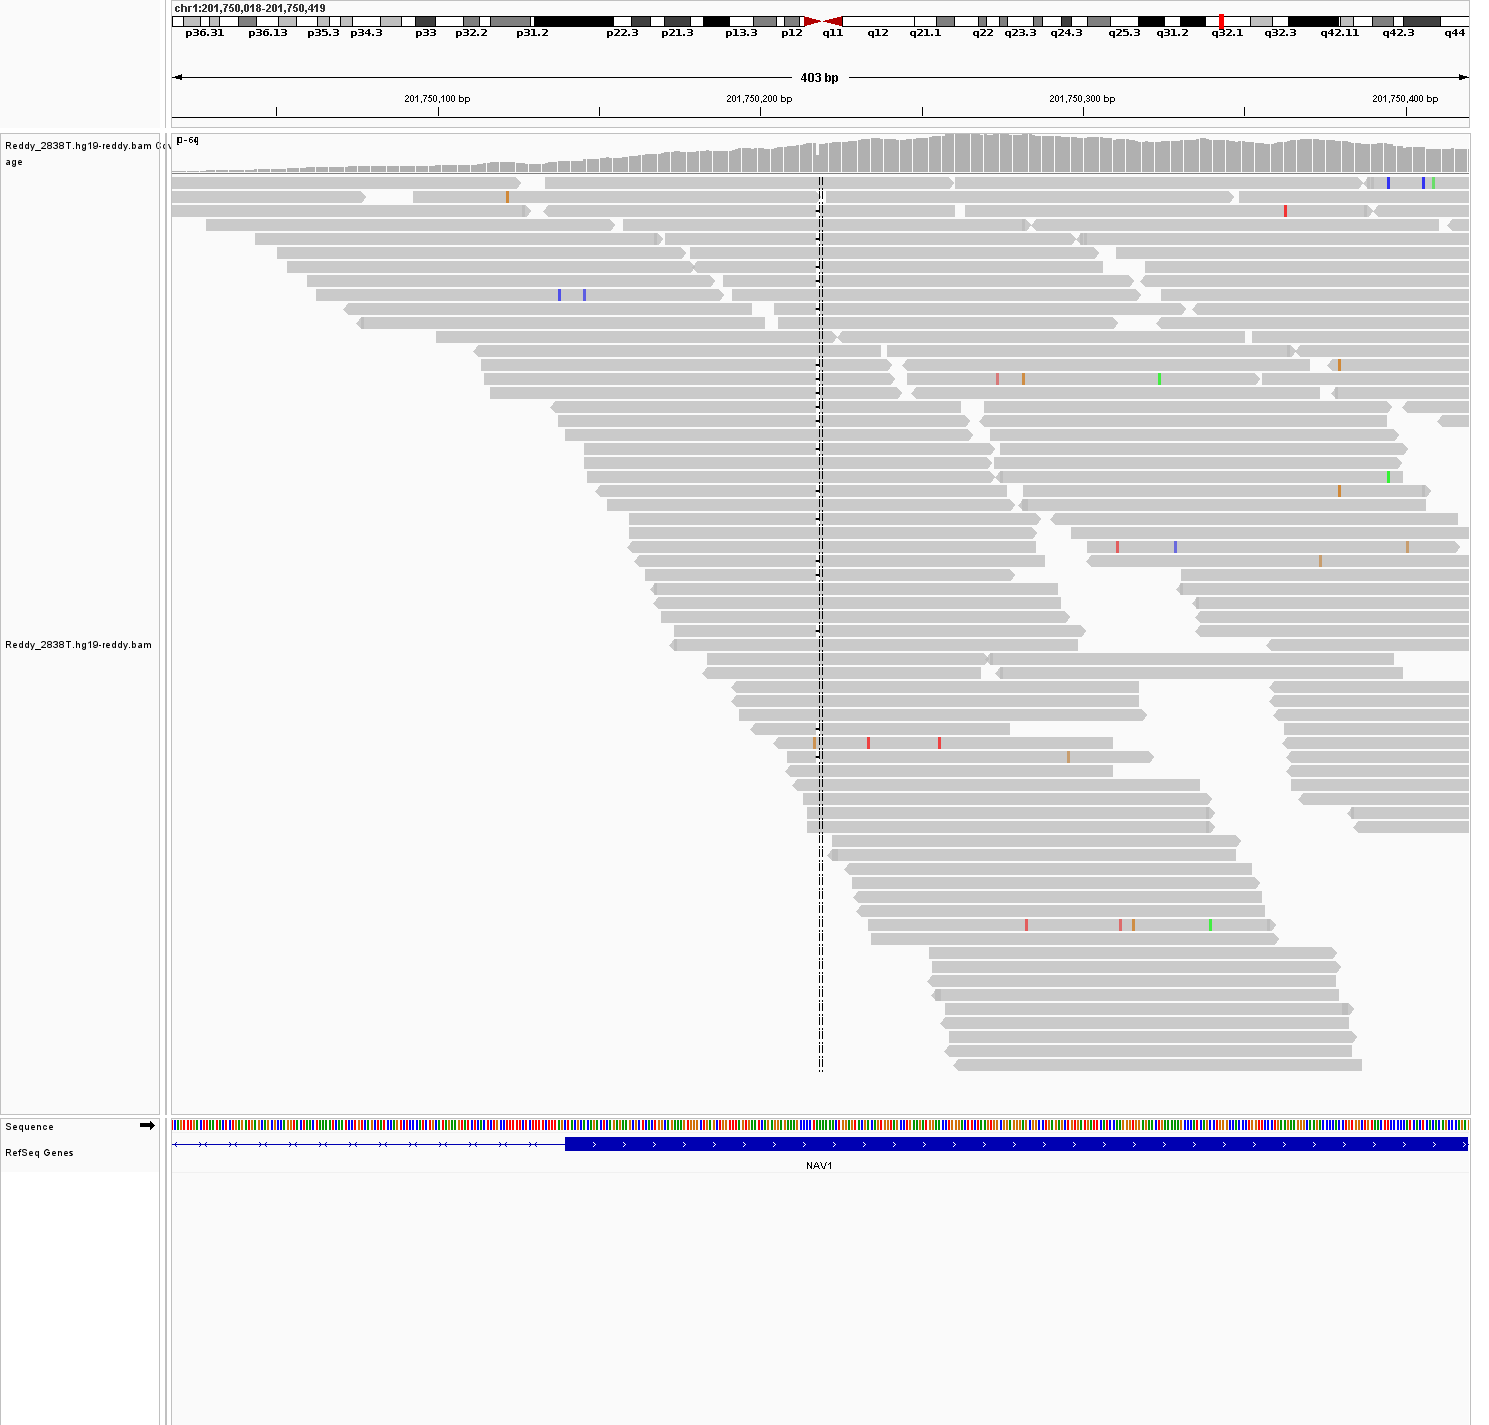 chr1:201,750,018-201,750,419
p36.31 p36.13 p35.3 p34.3 p33 p32.2 p31.2 p22.3 p21.3 p13.3 p12 q11 q12 q21.1 q22 q23.3 q24.3 q25.3 q31.2 q32.1 q32.3 q42.11 q42.3 q44
403 bp
201,750,100 bp 201,750,200 bp 201,750,300 bp 201,750,400 bp
Reddy_2838T.hg19-reddy.bam Cov
age
Reddy_2838T.hg19-reddy.bam
Sequence
RefSeq Genes
NAV1